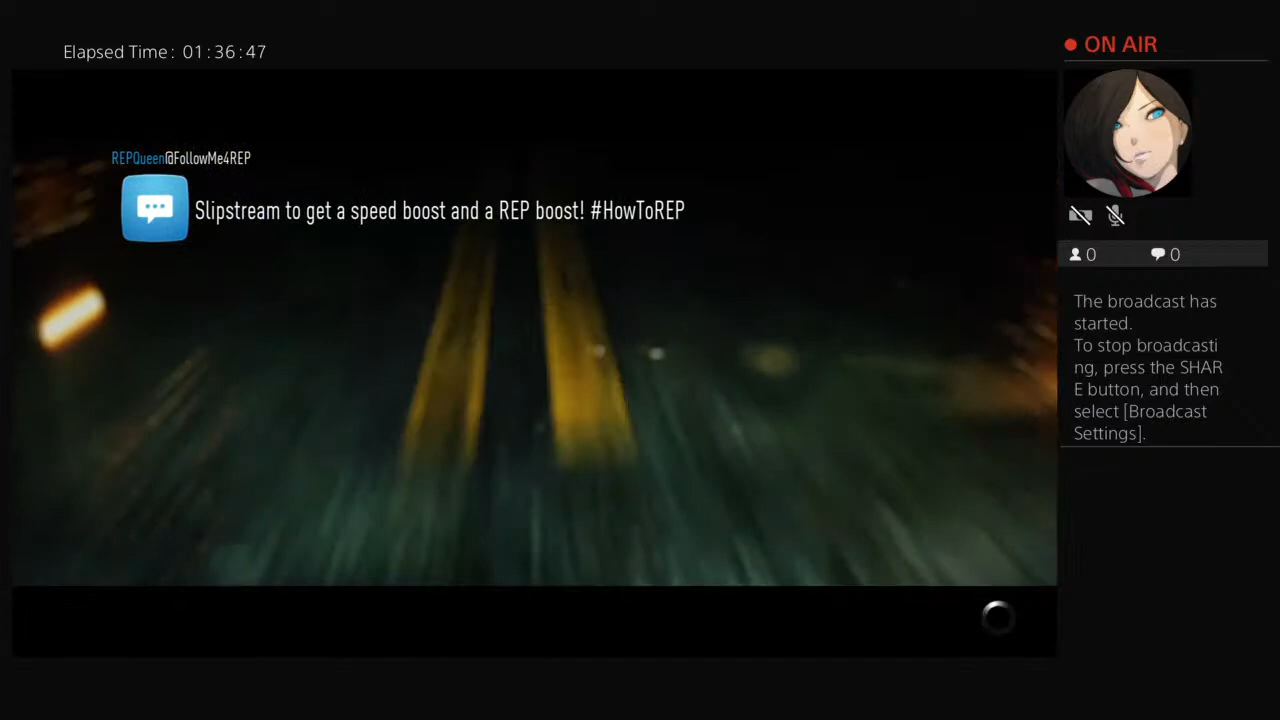 Elapsed Time: 01:36:47
ON AIR
REPQueen@FollowMe4REP
Slipstream to get a speed boost and a REP boost! #HowToREP
0 0
The broadcast has
started.
To stop broadcasti
ng, press the SHAR
E button, and then
select [Broadcast
Settings].